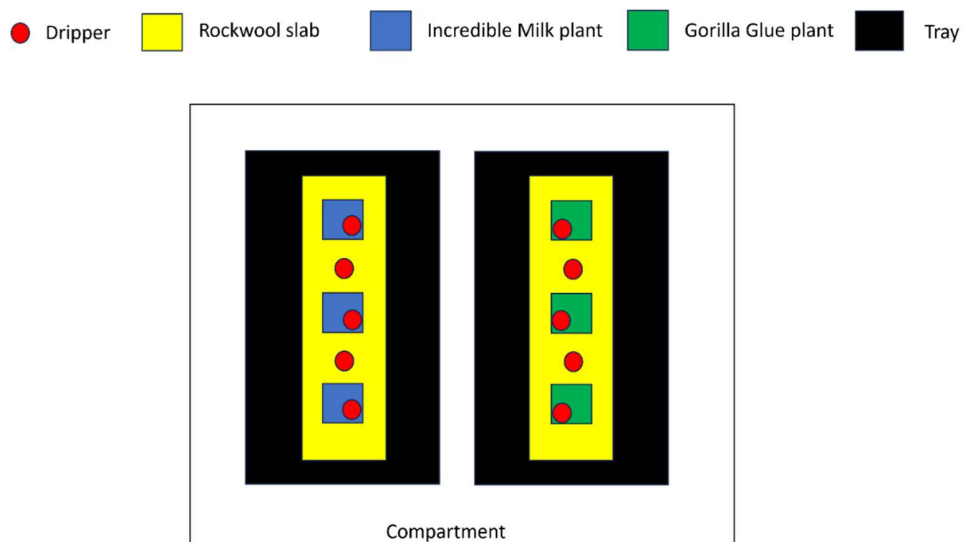 Dripper
Rockwool slab
Incredible Milk plant
Gorilla Glue plant
Tray
Compartment